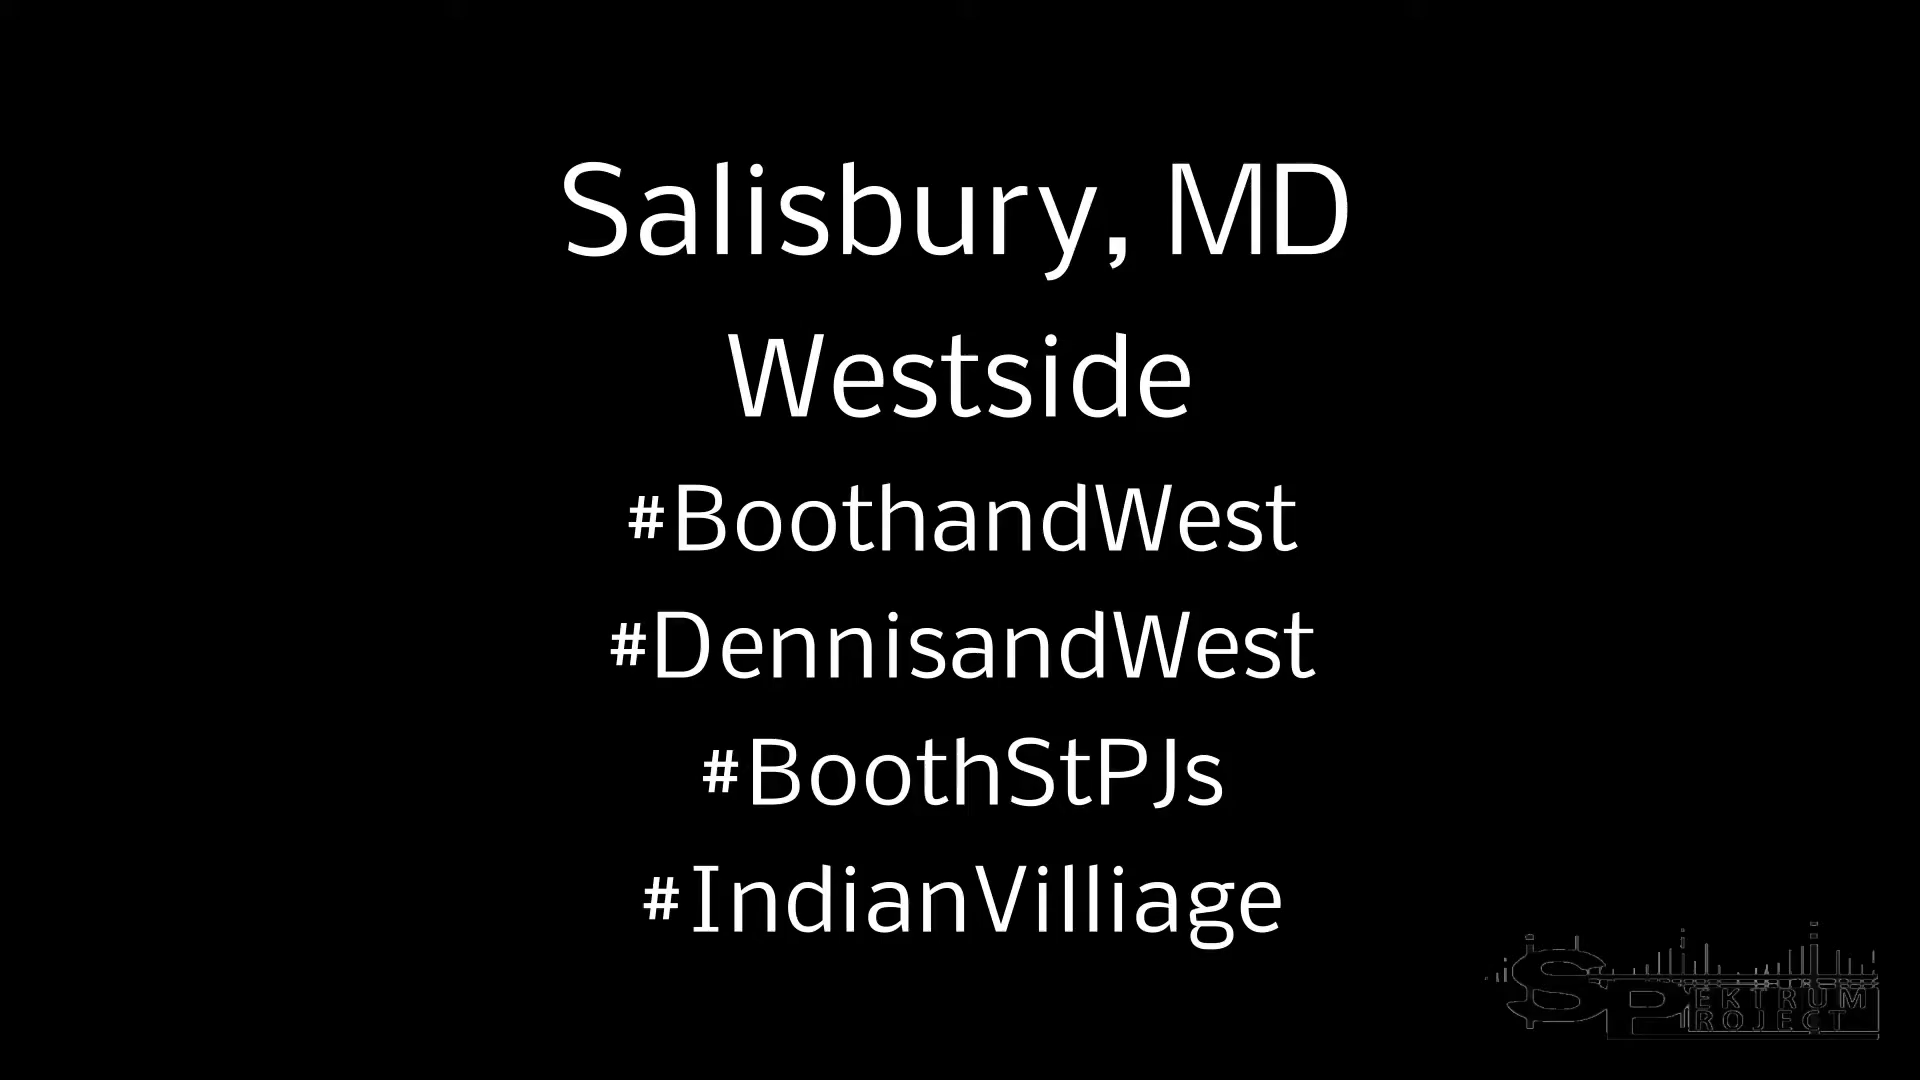 Salisbury, MD
Westside
#BoothandWest
#DennisandWest
#BoothStPJs
#IndianVilliage
SPEKTRUM
PROJECT